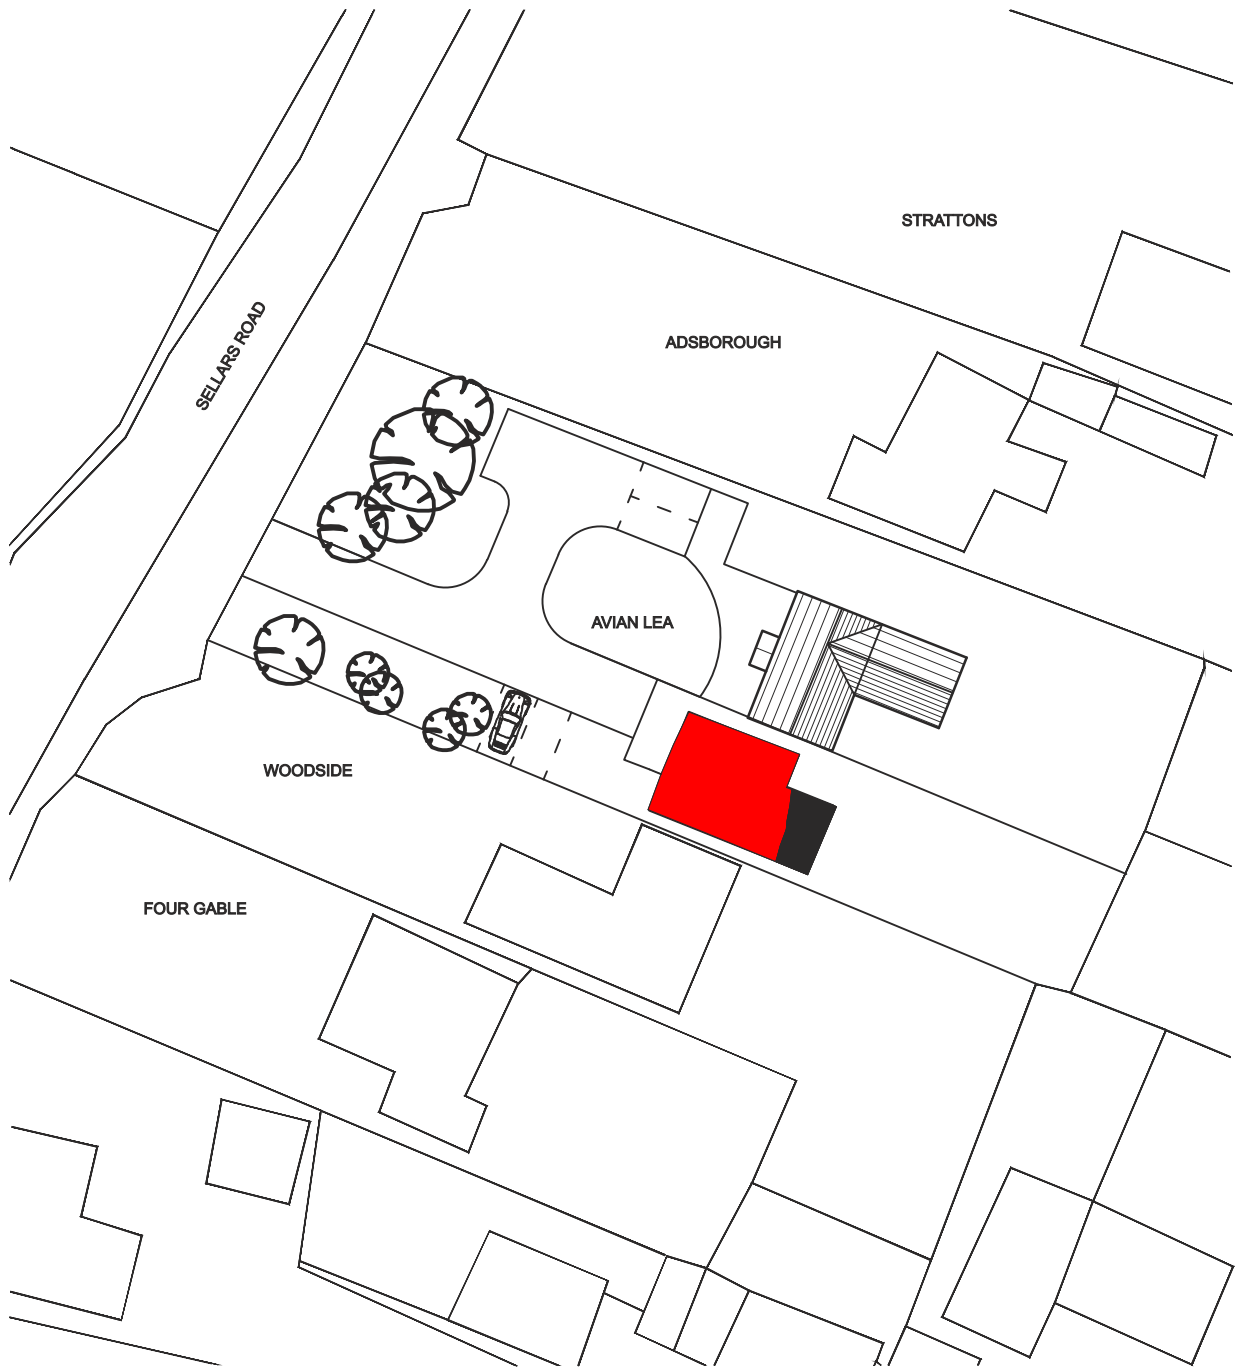 STRATTONS
SELLARS ROAD
ADSBOROUGH
AVIAN LEA
WOODSIDE
FOUR GABLE